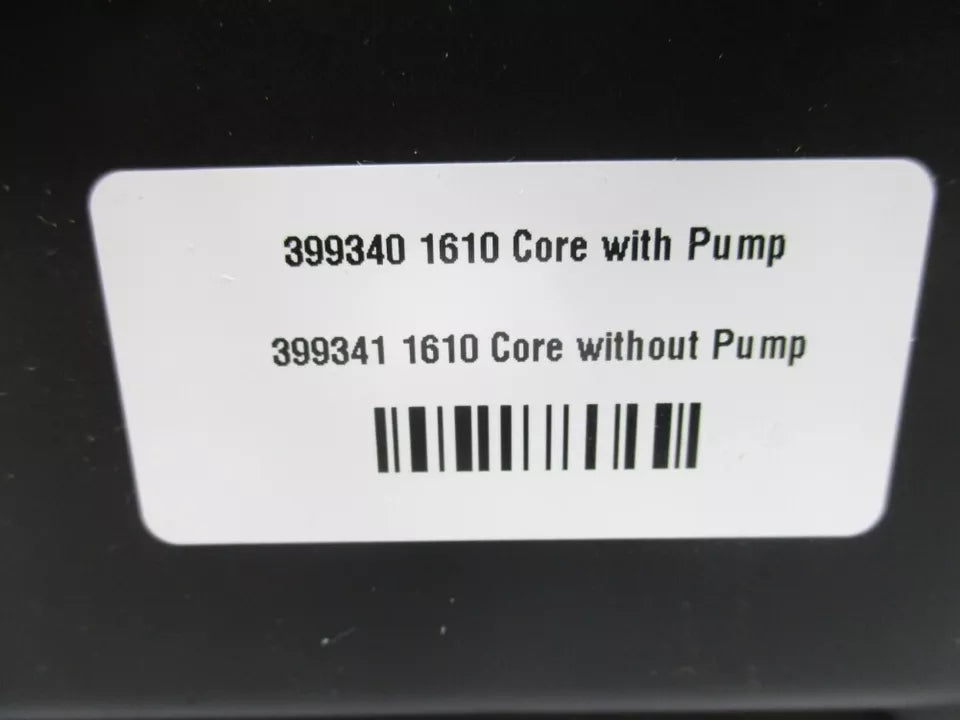 399340 1610 Core with Pump
399341 1610 Core without Pump